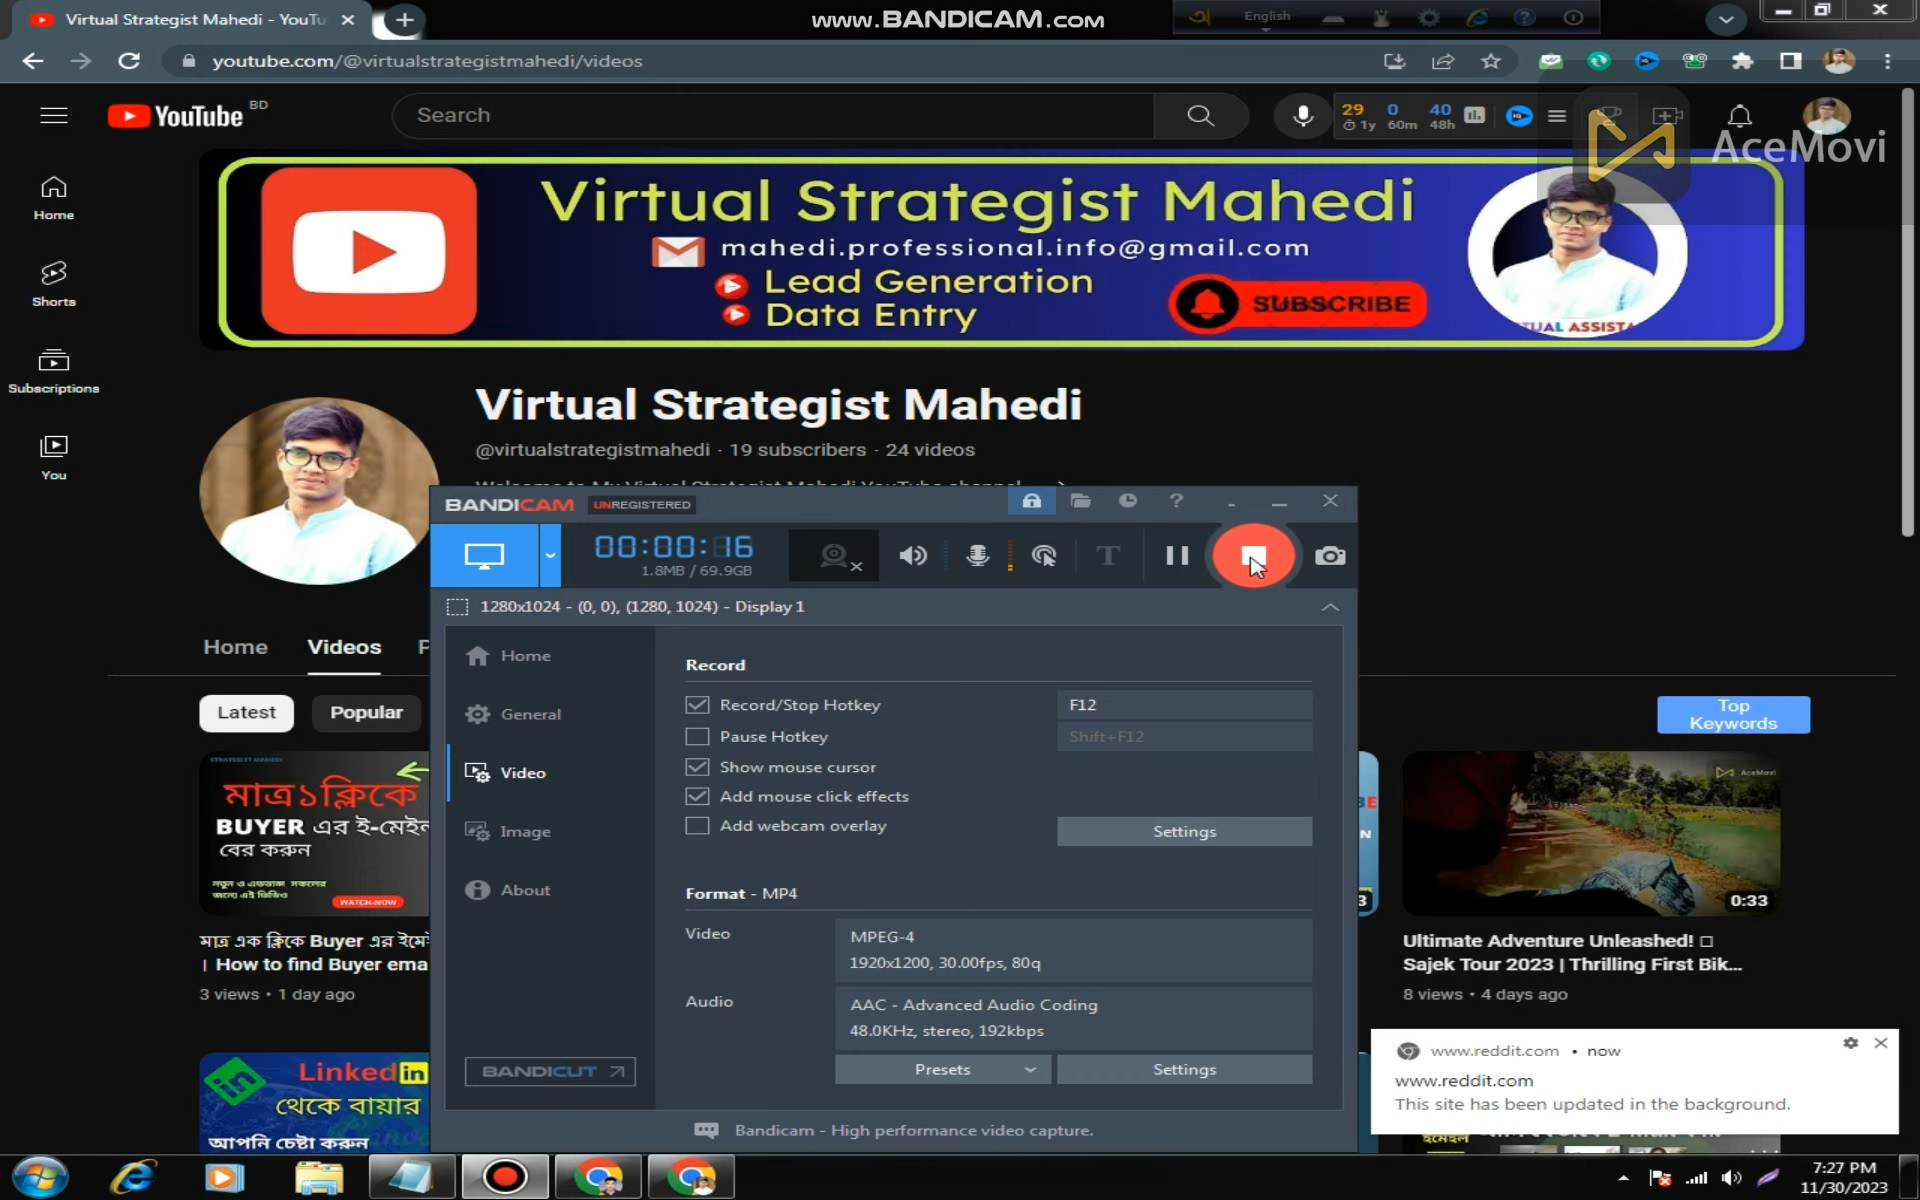 Virtual Strategist Mahedi - YouTu
www.BANDICAM.com
English
youtube.com/@virtualstrategistmahedi/videos
YouTube BD
Search
29 0 40
1y 60m 48h
AceMovi
Home
Shorts
Subscriptions
You
Virtual Strategist Mahedi
mahedi.professional.info@gmail.com
Lead Generation
Data Entry
SUBSCRIBE
Virtual Strategist Mahedi
@virtualstrategistmahedi · 19 subscribers · 24 videos
Home
Videos
Latest
Popular
Top
Keywords
BANDICAM
UNREGISTERED
00:00:16
1.8MB / 69.9GB
1280x1024 - (0, 0), (1280, 1024) - Display 1
Home
General
Video
Image
About
BANDICUT
Record
Record/Stop Hotkey
F12
Pause Hotkey
Shift+F12
Show mouse cursor
Add mouse click effects
Add webcam overlay
Settings
Format - MP4
Video
MPEG-4
1920x1200, 30.00fps, 80q
Audio
AAC - Advanced Audio Coding
48.0KHz, stereo, 192kbps
Presets
Settings
Bandicam - High performance video capture.
মাত্র১ক্লিকে
BUYER এর ই-মেইল
বের করুন
WATCH-NOW
মাত্র এক ক্লিকে Buyer এর ইমেই
| How to find Buyer ema
3 views • 1 day ago
Linkedin
থেকে বায়ার
আপনি চেষ্টা করুন
AceMovi
0:33
Ultimate Adventure Unleashed!
Sajek Tour 2023 | Thrilling First Bik...
8 views • 4 days ago
www.reddit.com • now
www.reddit.com
This site has been updated in the background.
7:27 PM
11/30/2023